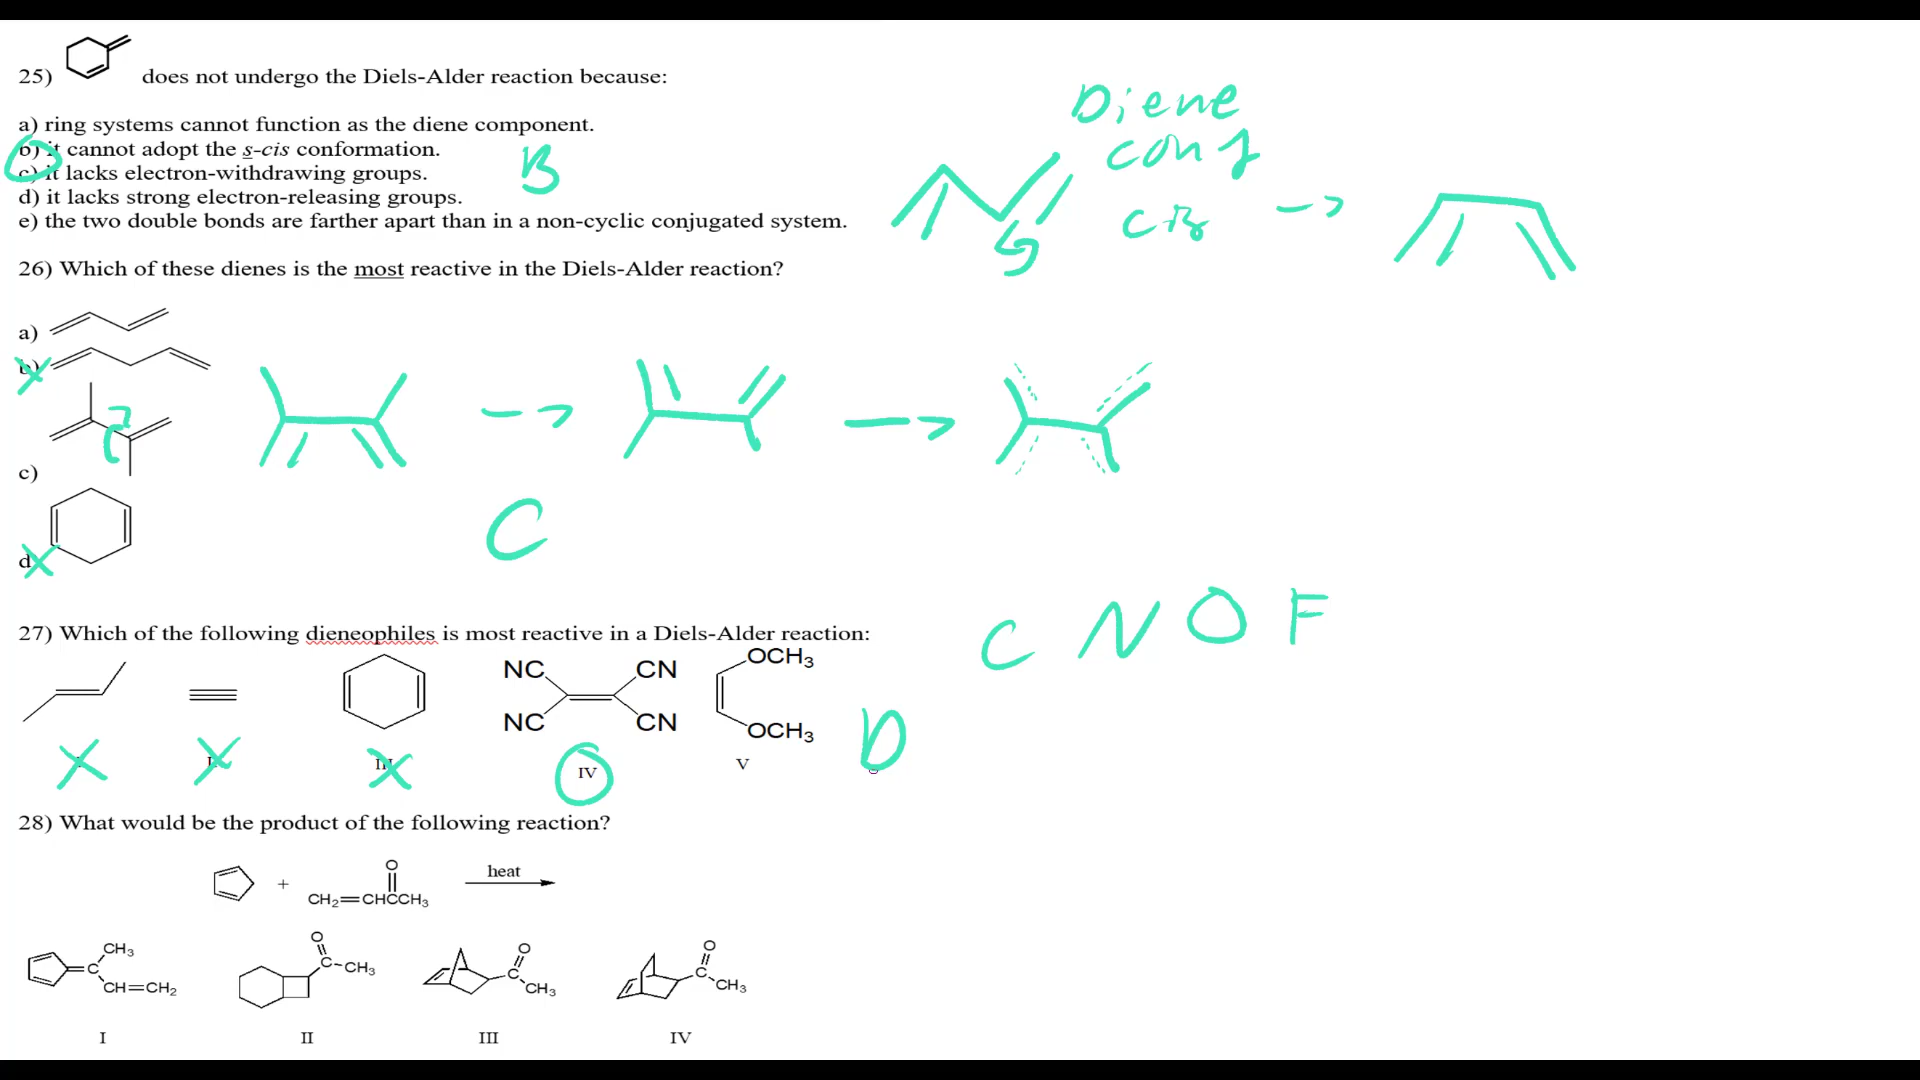 25) does not undergo the Diels-Alder reaction because:
a) ring systems cannot function as the diene component.
b) it cannot adopt the s-cis conformation.
c) it lacks electron-withdrawing groups.
d) it lacks strong electron-releasing groups.
e) the two double bonds are farther apart than in a non-cyclic conjugated system.
B
Diene
conf
cis
26) Which of these dienes is the most reactive in the Diels-Alder reaction?
a)
b)
c)
d
C
27) Which of the following dieneophiles is most reactive in a Diels-Alder reaction:
C N O F
NC CN OCH3
NC CN OCH3
III IV V
D
28) What would be the product of the following reaction?
O
heat
+
CH2=CHCCH3
CH3 O O O
C C-CH3 C C
CH=CH2 CH3 CH3
I II III IV